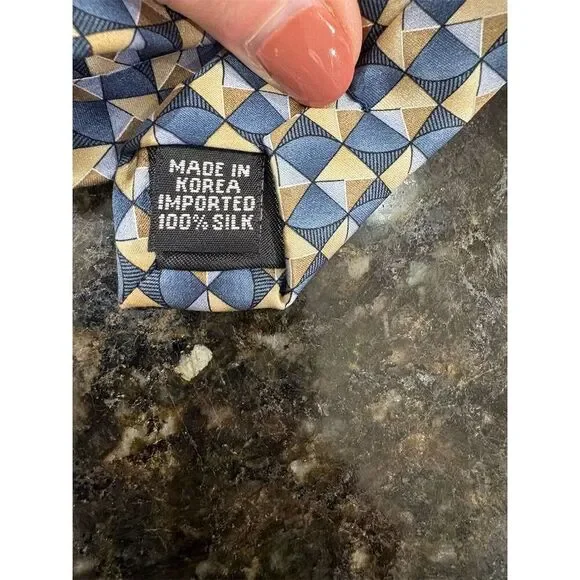 MADE IN
KOREA
IMPORTED
100% SILK